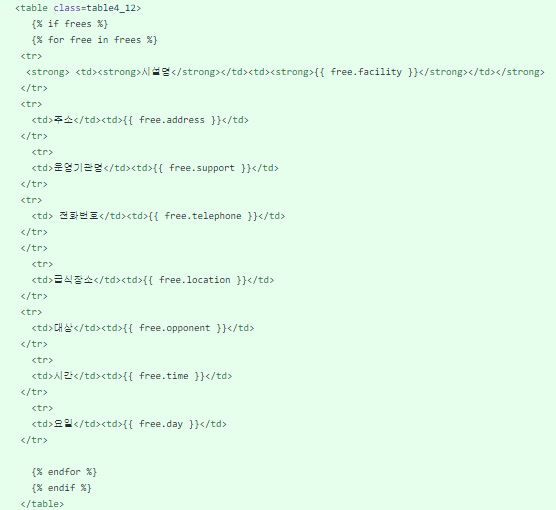 <table class=table4_12>
{% if frees %}
{% for free in frees %}
<tr>
<strong> <td><strong>시설명</strong></td><td><strong>{{ free.facility }}</strong></td></strong>
</tr>
<tr>
<td>주소</td><td>{{ free.address }}</td>
</tr>
<tr>
<td>운영기관명</td><td>{{ free.support }}</td>
</tr>
<tr>
<td> 전화번호</td><td>{{ free.telephone }}</td>
</tr>
</tr>
<tr>
<td>급식장소</td><td>{{ free.location }}</td>
</tr>
<tr>
<td>대상</td><td>{{ free.opponent }}</td>
</tr>
<tr>
<td>시간</td><td>{{ free.time }}</td>
</tr>
<tr>
<td>요일</td><td>{{ free.day }}</td>
</tr>
{% endfor %}
{% endif %}
</table>